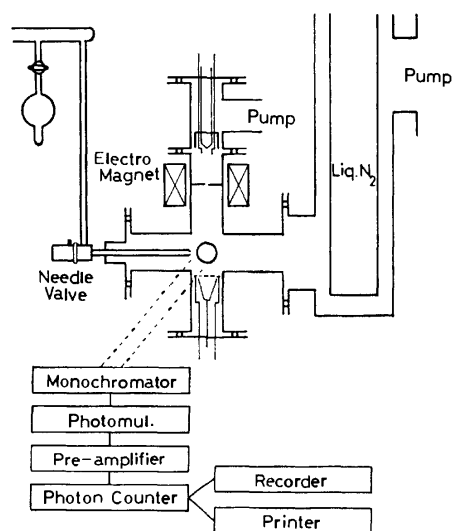 Pump
Pump
Electro
Magnet
Liq.N2
Needle
Valve
Monochromator
Photomul.
Pre-amplifier
Photon Counter
Recorder
Printer